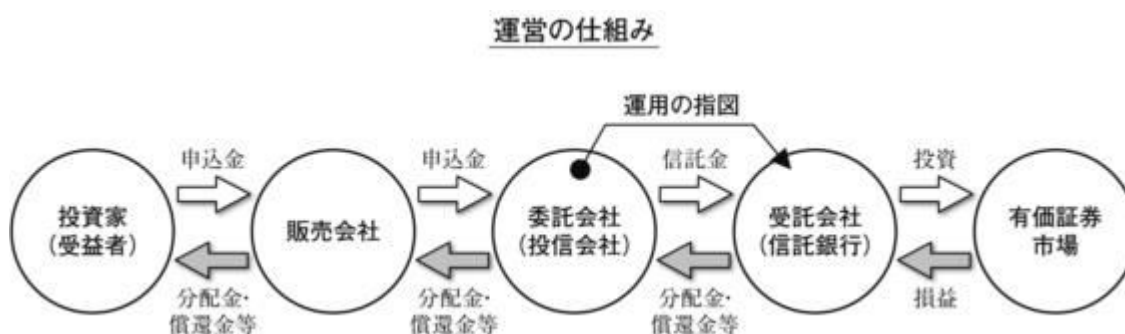 運営の仕組み
運用の指図
申込金
申込金
信託金
投資
投資家
（受益者）
販売会社
委託会社
（投信会社）
受託会社
（信託銀行）
有価証券
市場
分配金・
償還金等
分配金・
償還金等
分配金・
償還金等
損益